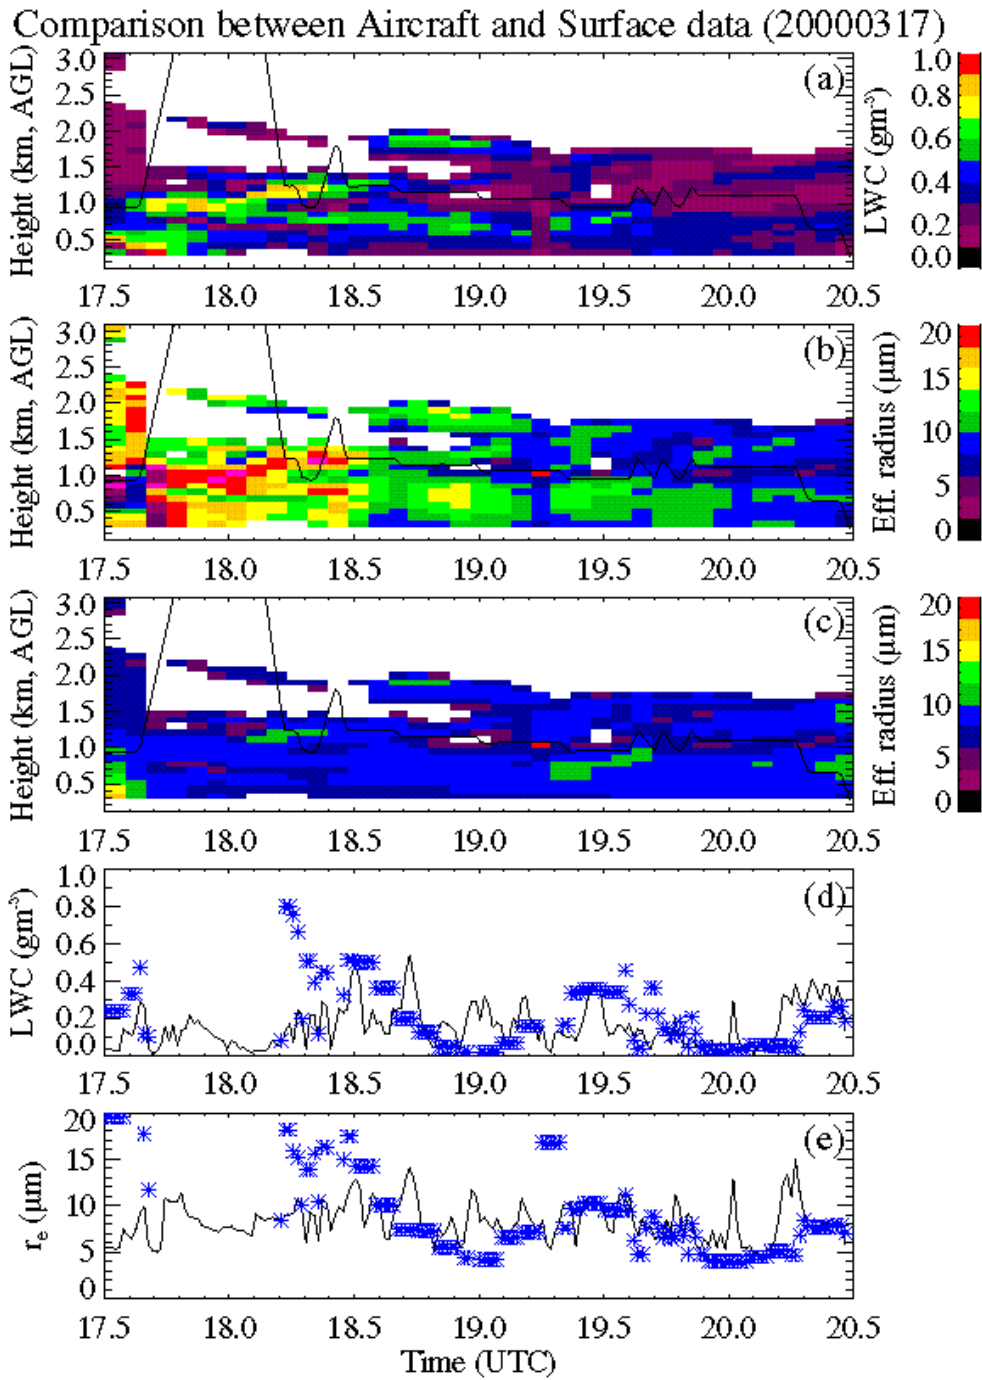 Comparison between Aircraft and Surface data (20000317)
Height (km, AGL)
3.0
2.5
2.0
1.5
1.0
0.5
(a)
LWC (gm⁻³)
1.0
0.8
0.6
0.4
0.2
0.0
17.5 18.0 18.5 19.0 19.5 20.0 20.5
Height (km, AGL)
3.0
2.5
2.0
1.5
1.0
0.5
(b)
Eff. radius (μm)
20
15
10
5
0
17.5 18.0 18.5 19.0 19.5 20.0 20.5
Height (km, AGL)
3.0
2.5
2.0
1.5
1.0
0.5
(c)
Eff. radius (μm)
20
15
10
5
0
17.5 18.0 18.5 19.0 19.5 20.0 20.5
LWC (gm⁻³)
1.0
0.8
0.6
0.4
0.2
0.0
(d)
17.5 18.0 18.5 19.0 19.5 20.0 20.5
rₑ (μm)
20
15
10
5
0
(e)
17.5 18.0 18.5 19.0 19.5 20.0 20.5
Time (UTC)